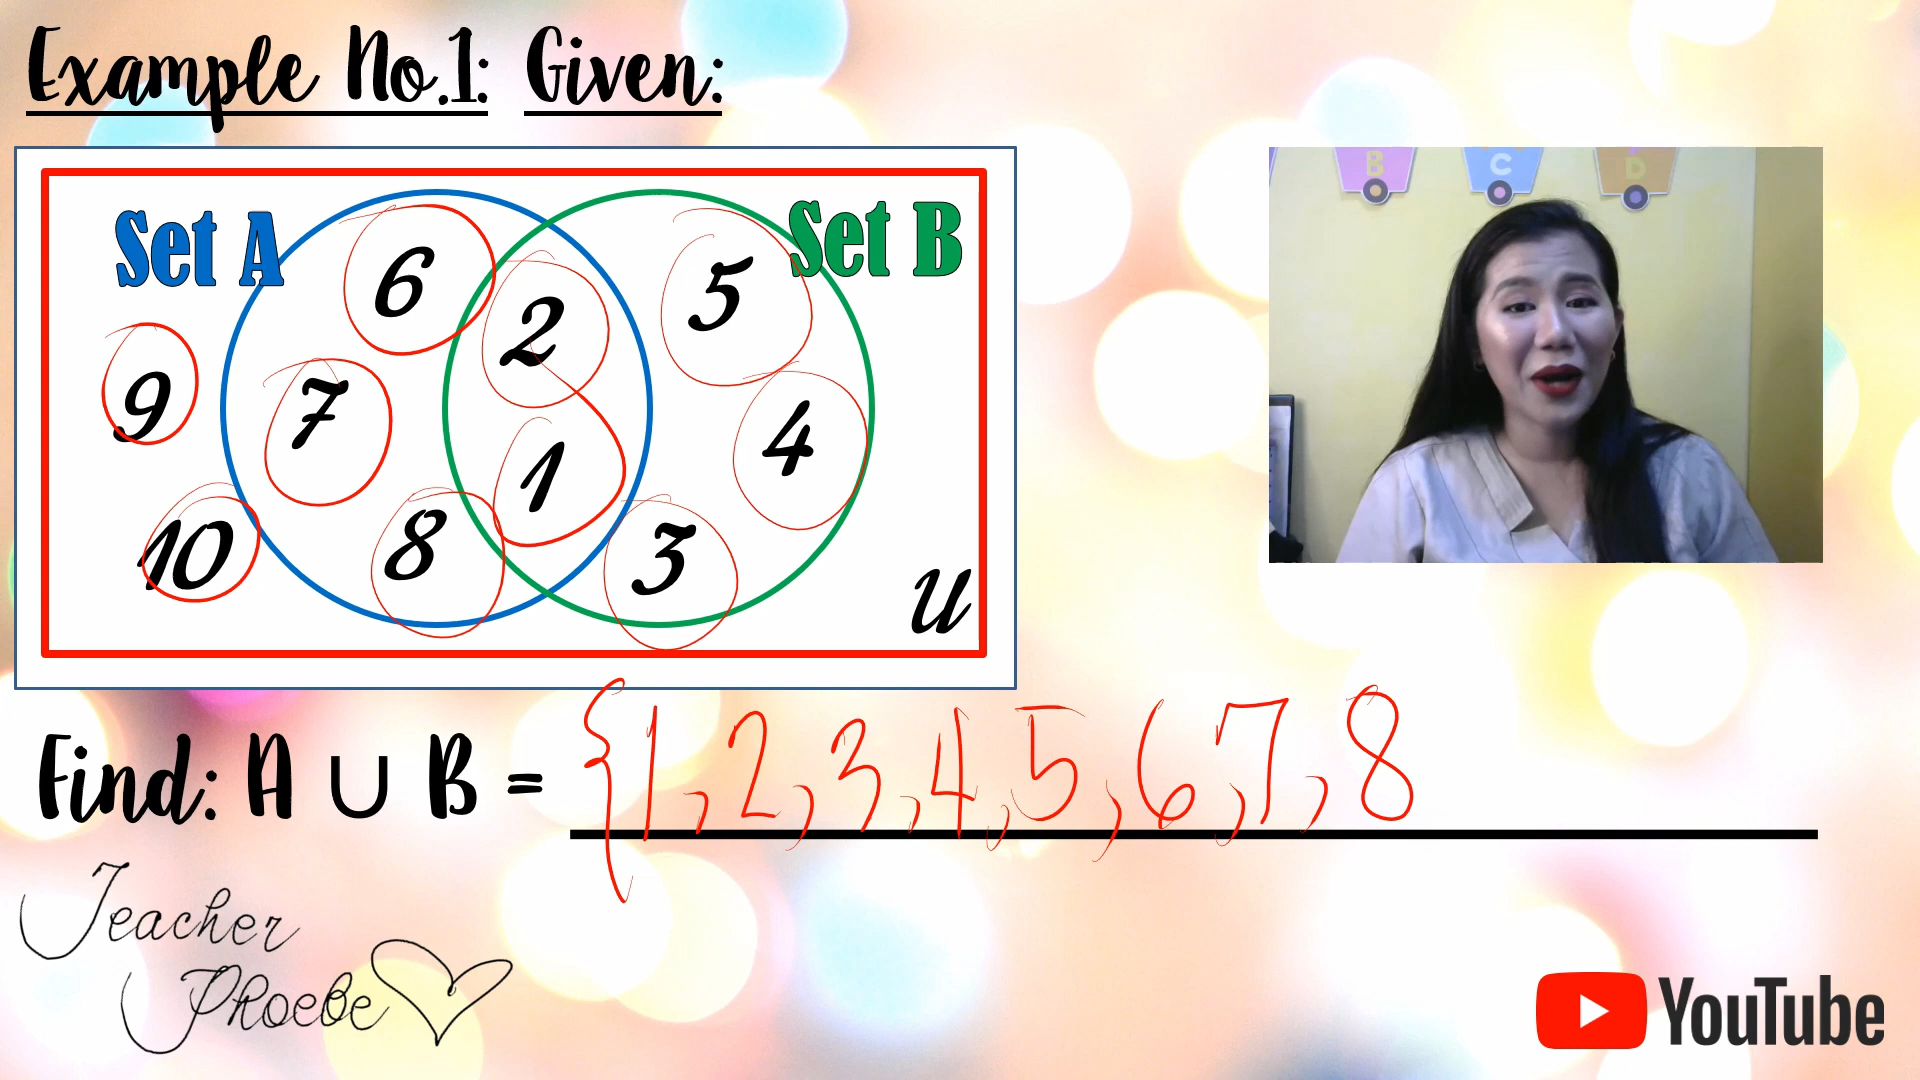 Example No.1: Given:
B C D
Set A
Set B
6
2
5
9
7
4
1
10
8
3
U
Find: A ∪ B = {1, 2, 3, 4, 5, 6, 7, 8
Teacher
Phoebe
YouTube